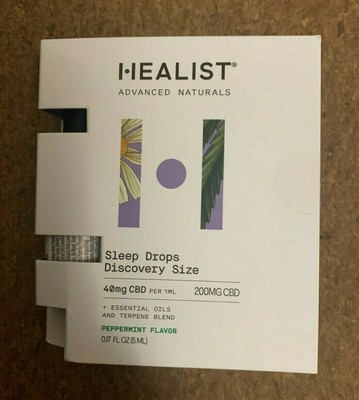 HEALIST®
ADVANCED NATURALS
Sleep Drops
Discovery Size
40mg CBD PER 1ML 200MG CBD
+ ESSENTIAL OILS
AND TERPENE BLEND
PEPPERMINT FLAVOR
0.17 FL OZ (5 ML)